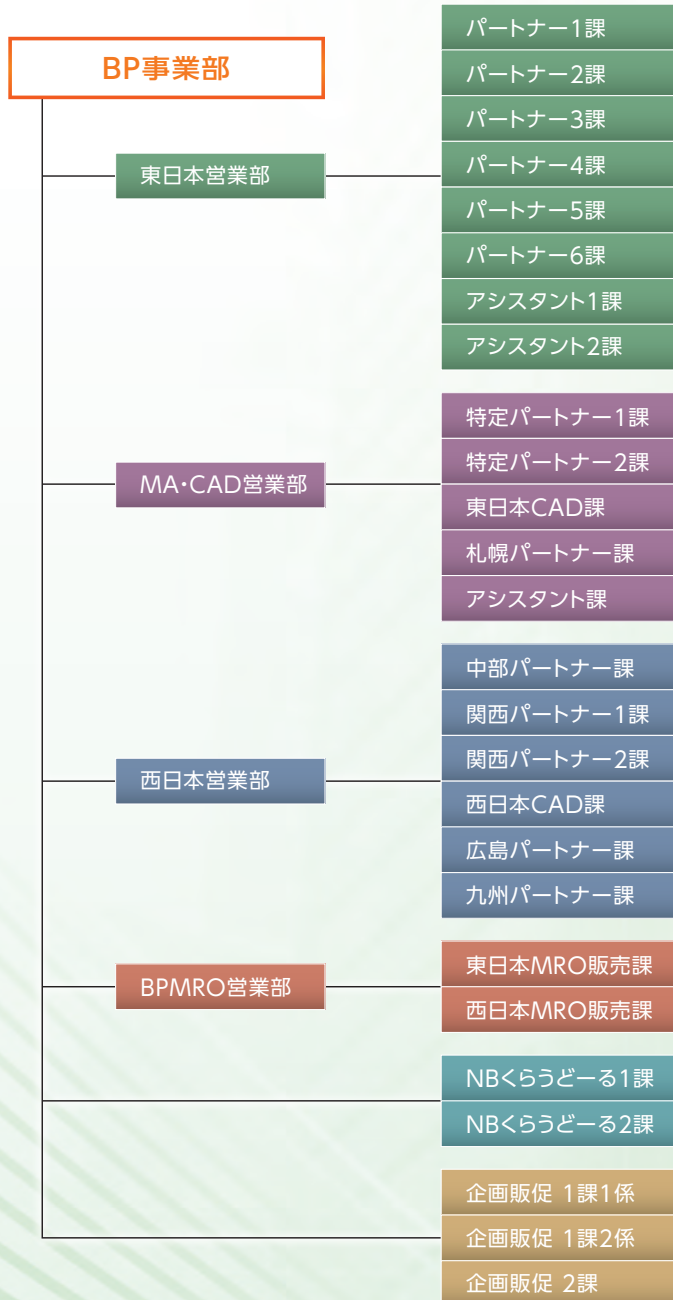 BP事業部
東日本営業部
パートナー1課
パートナー2課
パートナー3課
パートナー4課
パートナー5課
パートナー6課
アシスタント1課
アシスタント2課
MA・CAD営業部
特定パートナー1課
特定パートナー2課
東日本CAD課
札幌パートナー課
アシスタント課
西日本営業部
中部パートナー課
関西パートナー1課
関西パートナー2課
西日本CAD課
広島パートナー課
九州パートナー課
BPMRO営業部
東日本MRO販売課
西日本MRO販売課
NBくらうどーる1課
NBくらうどーる2課
企画販促 1課1係
企画販促 1課2係
企画販促 2課